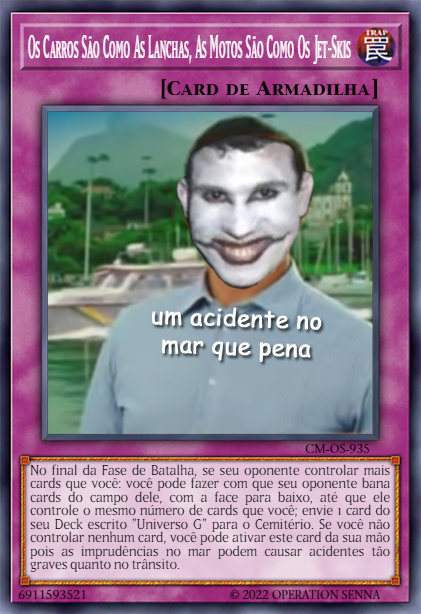 Os Carros São Como As Lanchas, As Motos São Como Os Jet-Skis
TRAP
罠
[Card de Armadilha]
um acidente no
mar que pena
CM-OS-935
No final da Fase de Batalha, se seu oponente controlar mais
cards que você: você pode fazer com que seu oponente bana
cards do campo dele, com a face para baixo, até que ele
controle o mesmo número de cards que você; envie 1 card do
seu Deck escrito "Universo G" para o Cemitério. Se você não
controlar nenhum card, você pode ativar este card da sua mão
pois as imprudências no mar podem causar acidentes tão
graves quanto no trânsito.
6911593521
© 2022 OPERATION SENNA